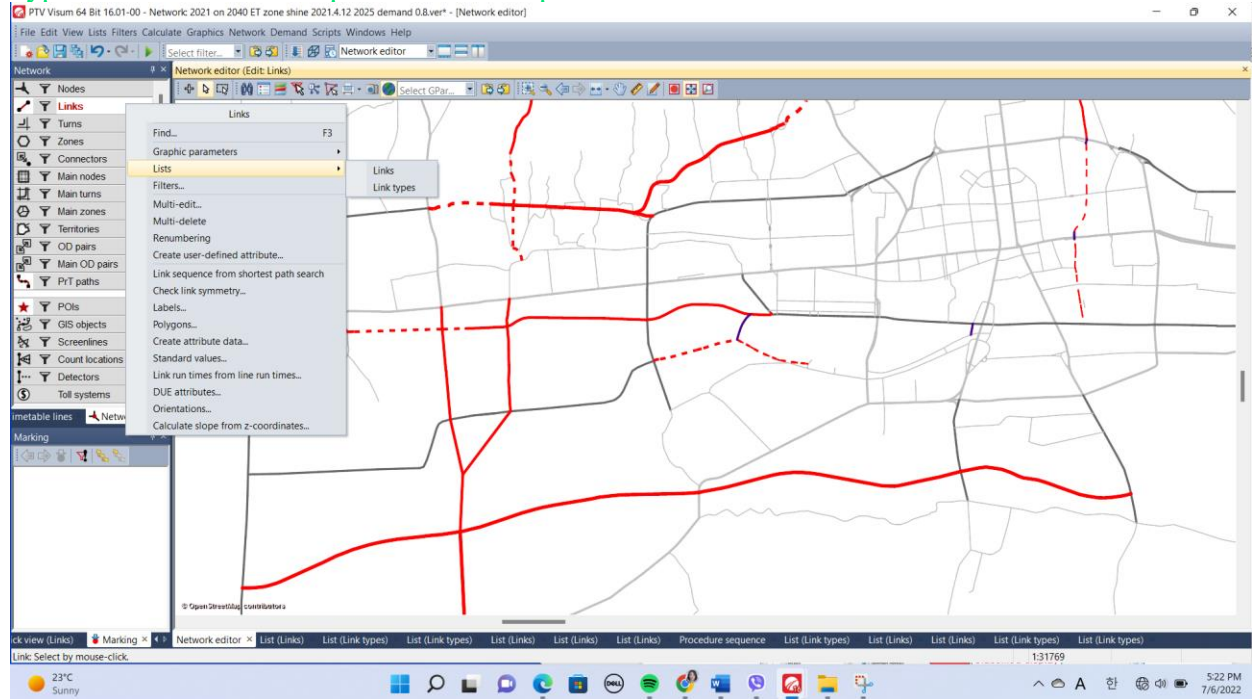 PTV Visum 64 Bit 16.01-00 - Network: 2021 on 2040 ET zone shine 2021.4.12 2025 demand 0.8.ver* - [Network editor]
File Edit View Lists Filters Calculate Graphics Network Demand Scripts Windows Help
Select filter... Network editor
Network
Network editor (Edit: Links)
Select GPar...
Nodes
Links
Turns
Zones
Connectors
Main nodes
Main turns
Main zones
Territories
OD pairs
Main OD pairs
PrT paths
POIs
GIS objects
Screenlines
Count locations
Detectors
Toll systems
Links
Find... F3
Graphic parameters
Lists
Filters...
Multi-edit...
Multi-delete
Renumbering
Create user-defined attribute...
Link sequence from shortest path search
Check link symmetry...
Labels...
Polygons...
Create attribute data...
Standard values...
Link run times from line run times...
DUE attributes...
Orientations...
Calculate slope from z-coordinates...
Links
Link types
imetable lines Netw
Marking
© OpenStreetMap contributors
ck view (Links) Marking Network editor List (Links) List (Link types) List (Link types) List (Links) List (Links) List (Links) Procedure sequence List (Link types) List (Links) List (Links) List (Link types) List (Link types)
Link: Select by mouse-click. 1:31769
23°C
Sunny
DELL
A 한
5:22 PM
7/6/2022